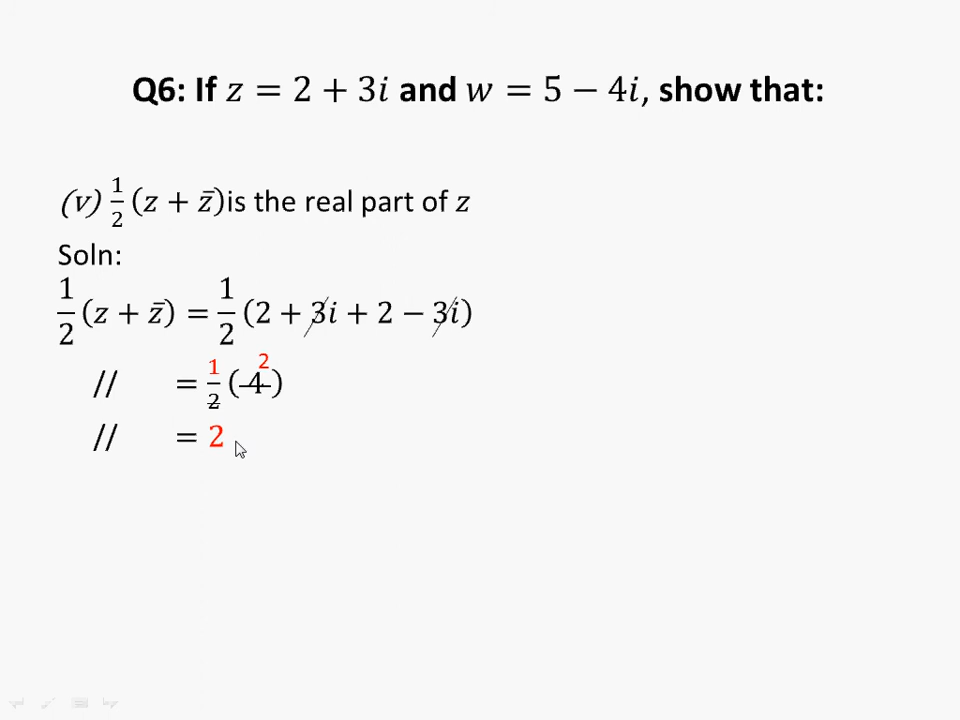 Q6: If z = 2 + 3i and w = 5 − 4i, show that:
(v) 1/2 (z + z̄) is the real part of z
Soln:
1/2 (z + z̄) = 1/2 (2 + 3i + 2 − 3i)
// = 1/2 (4 2)
// = 2